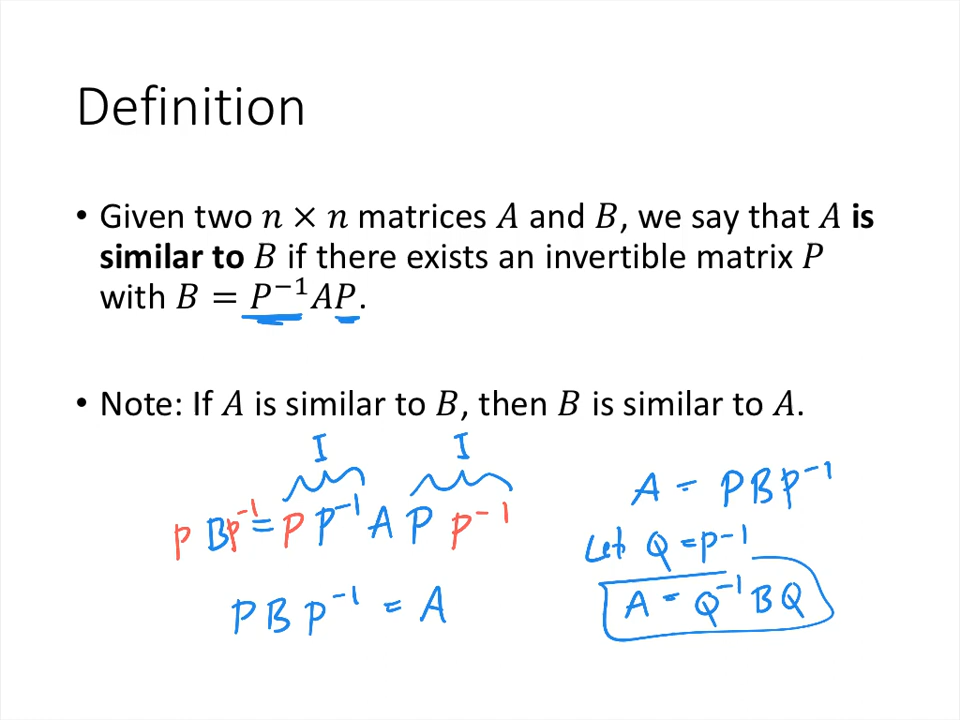 Definition
• Given two n × n matrices A and B, we say that A is
similar to B if there exists an invertible matrix P
with B = P⁻¹AP.
• Note: If A is similar to B, then B is similar to A.
I I
P B P⁻¹ = P P⁻¹ A P P⁻¹
P B P⁻¹ = A
A = P B P⁻¹
Let Q = P⁻¹
A = Q⁻¹ B Q